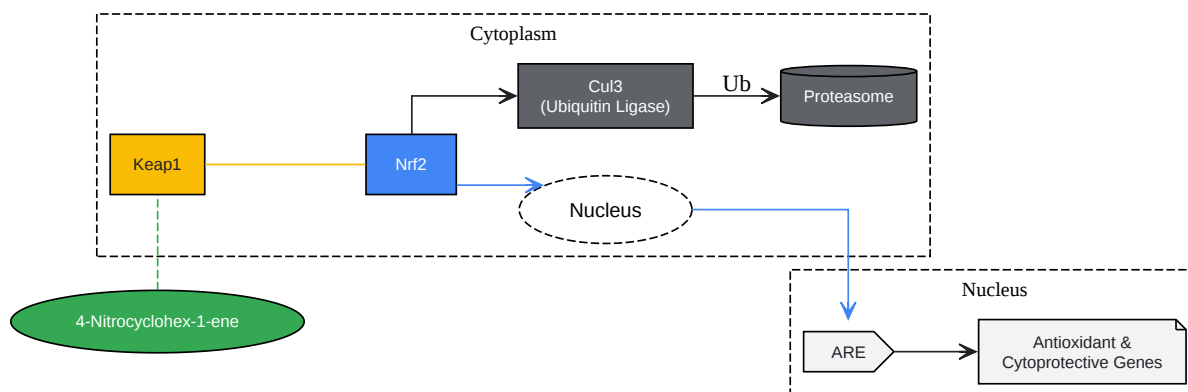 Cytoplasm
Cul3
(Ubiquitin Ligase)
Ub
Proteasome
Keap1
Nrf2
Nucleus
4-Nitrocyclohex-1-ene
Nucleus
ARE
Antioxidant &
Cytoprotective Genes